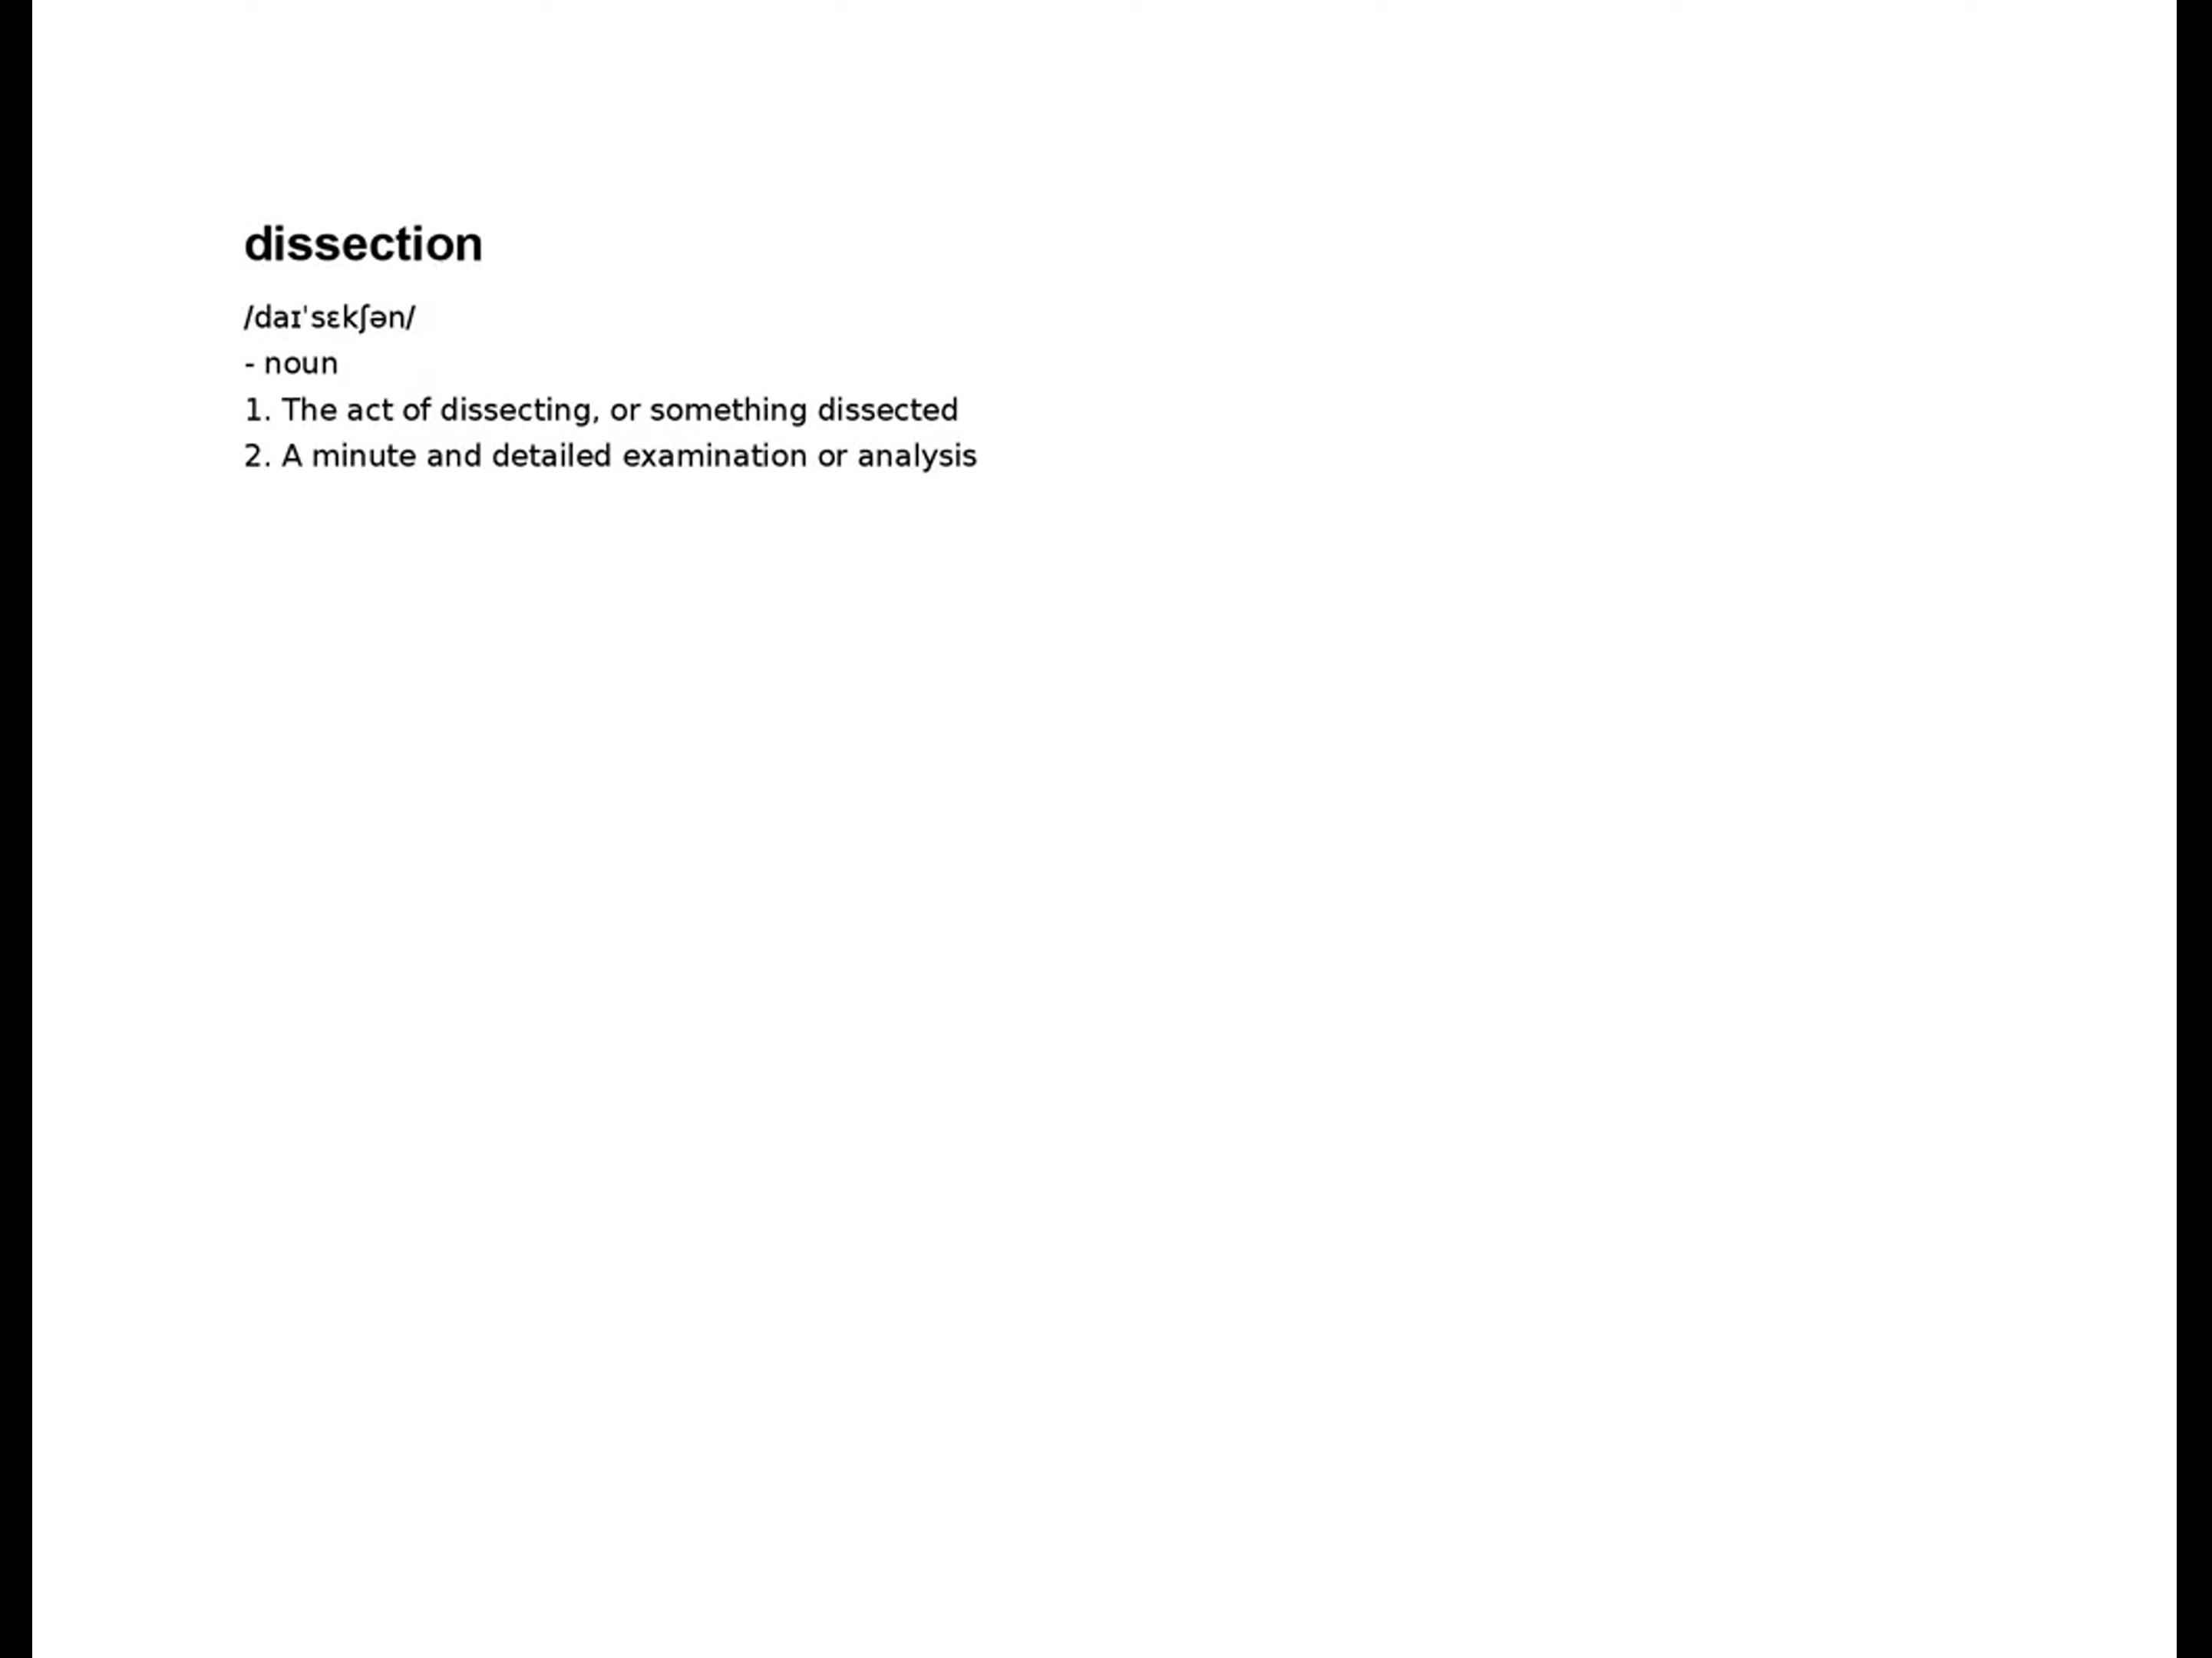 dissection
/daɪˈsɛkʃən/
- noun
1. The act of dissecting, or something dissected
2. A minute and detailed examination or analysis